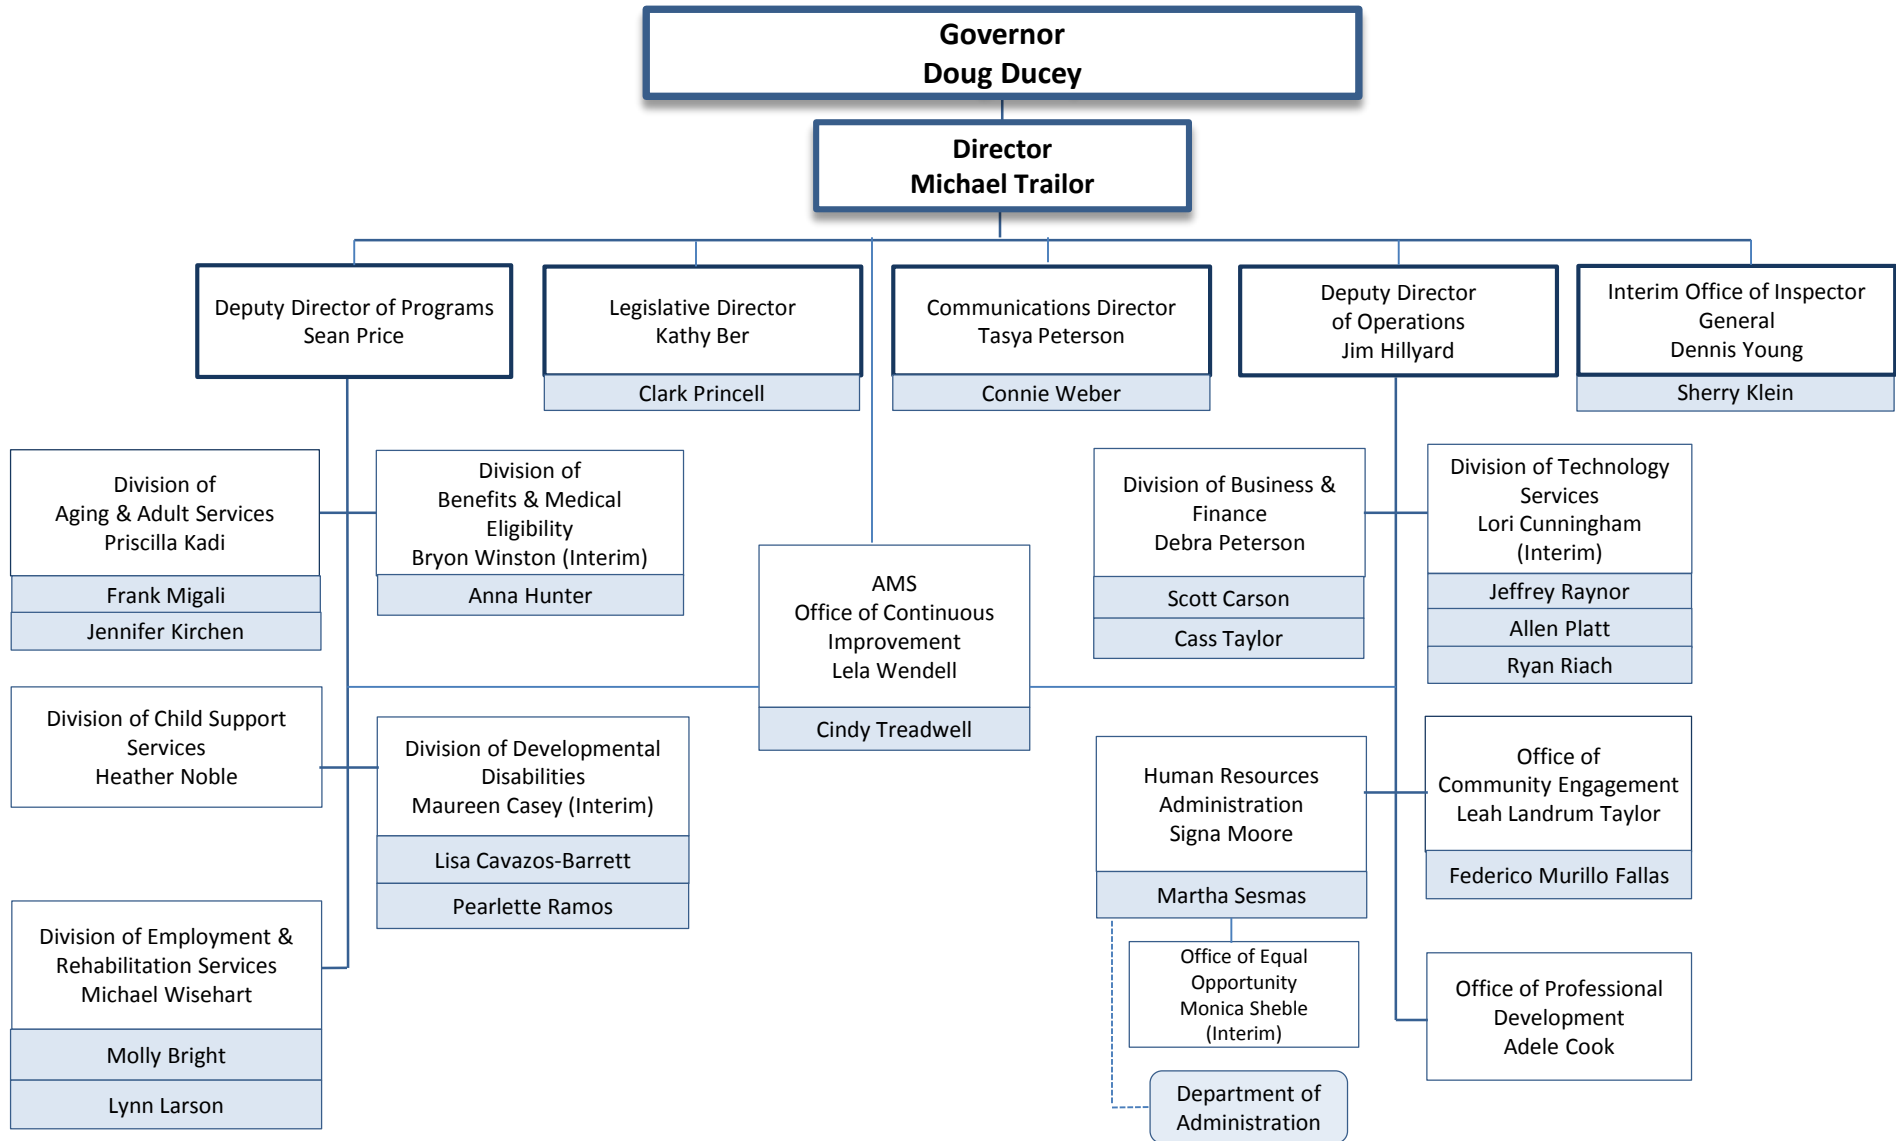 Governor
Doug Ducey
Director
Michael Trailor
Deputy Director of Programs
Sean Price
Legislative Director
Kathy Ber
Clark Princell
Communications Director
Tasya Peterson
Connie Weber
Deputy Director
of Operations
Jim Hillyard
Interim Office of Inspector
General
Dennis Young
Sherry Klein
Division of
Aging & Adult Services
Priscilla Kadi
Frank Migali
Jennifer Kirchen
Division of
Benefits & Medical
Eligibility
Bryon Winston (Interim)
Anna Hunter
AMS
Office of Continuous
Improvement
Lela Wendell
Cindy Treadwell
Division of Business &
Finance
Debra Peterson
Scott Carson
Cass Taylor
Division of Technology
Services
Lori Cunningham
(Interim)
Jeffrey Raynor
Allen Platt
Ryan Riach
Division of Child Support
Services
Heather Noble
Division of Developmental
Disabilities
Maureen Casey (Interim)
Lisa Cavazos-Barrett
Pearlette Ramos
Human Resources
Administration
Signa Moore
Martha Sesmas
Office of
Community Engagement
Leah Landrum Taylor
Federico Murillo Fallas
Division of Employment &
Rehabilitation Services
Michael Wisehart
Molly Bright
Lynn Larson
Office of Equal
Opportunity
Monica Sheble
(Interim)
Office of Professional
Development
Adele Cook
Department of
Administration